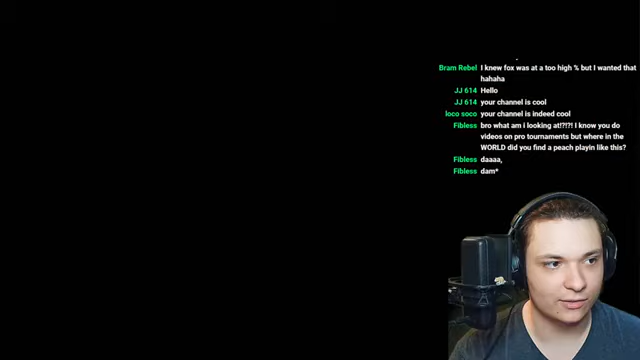 Bram Rebel I knew fox was at a too high % but I wanted that
hahaha
JJ 614 Hello
JJ 614 your channel is cool
loco soco your channel is indeed cool
Fibless bro what am i looking at!?!?! I know you do
videos on pro tournaments but where in the
WORLD did you find a peach playin like this?
Fibless daaaa,
Fibless dam*